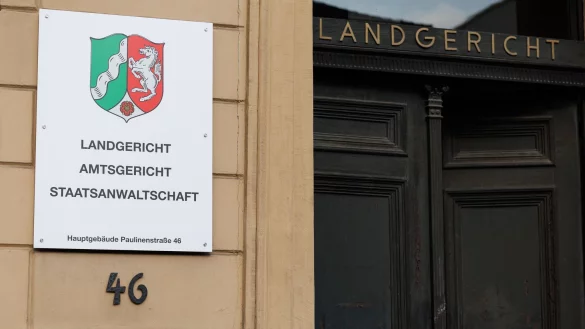 LANDGERICHT
AMTSGERICHT
STAATSANWALTSCHAFT
Hauptgebäude Paulinenstraße 46
46
LANDGERICHT